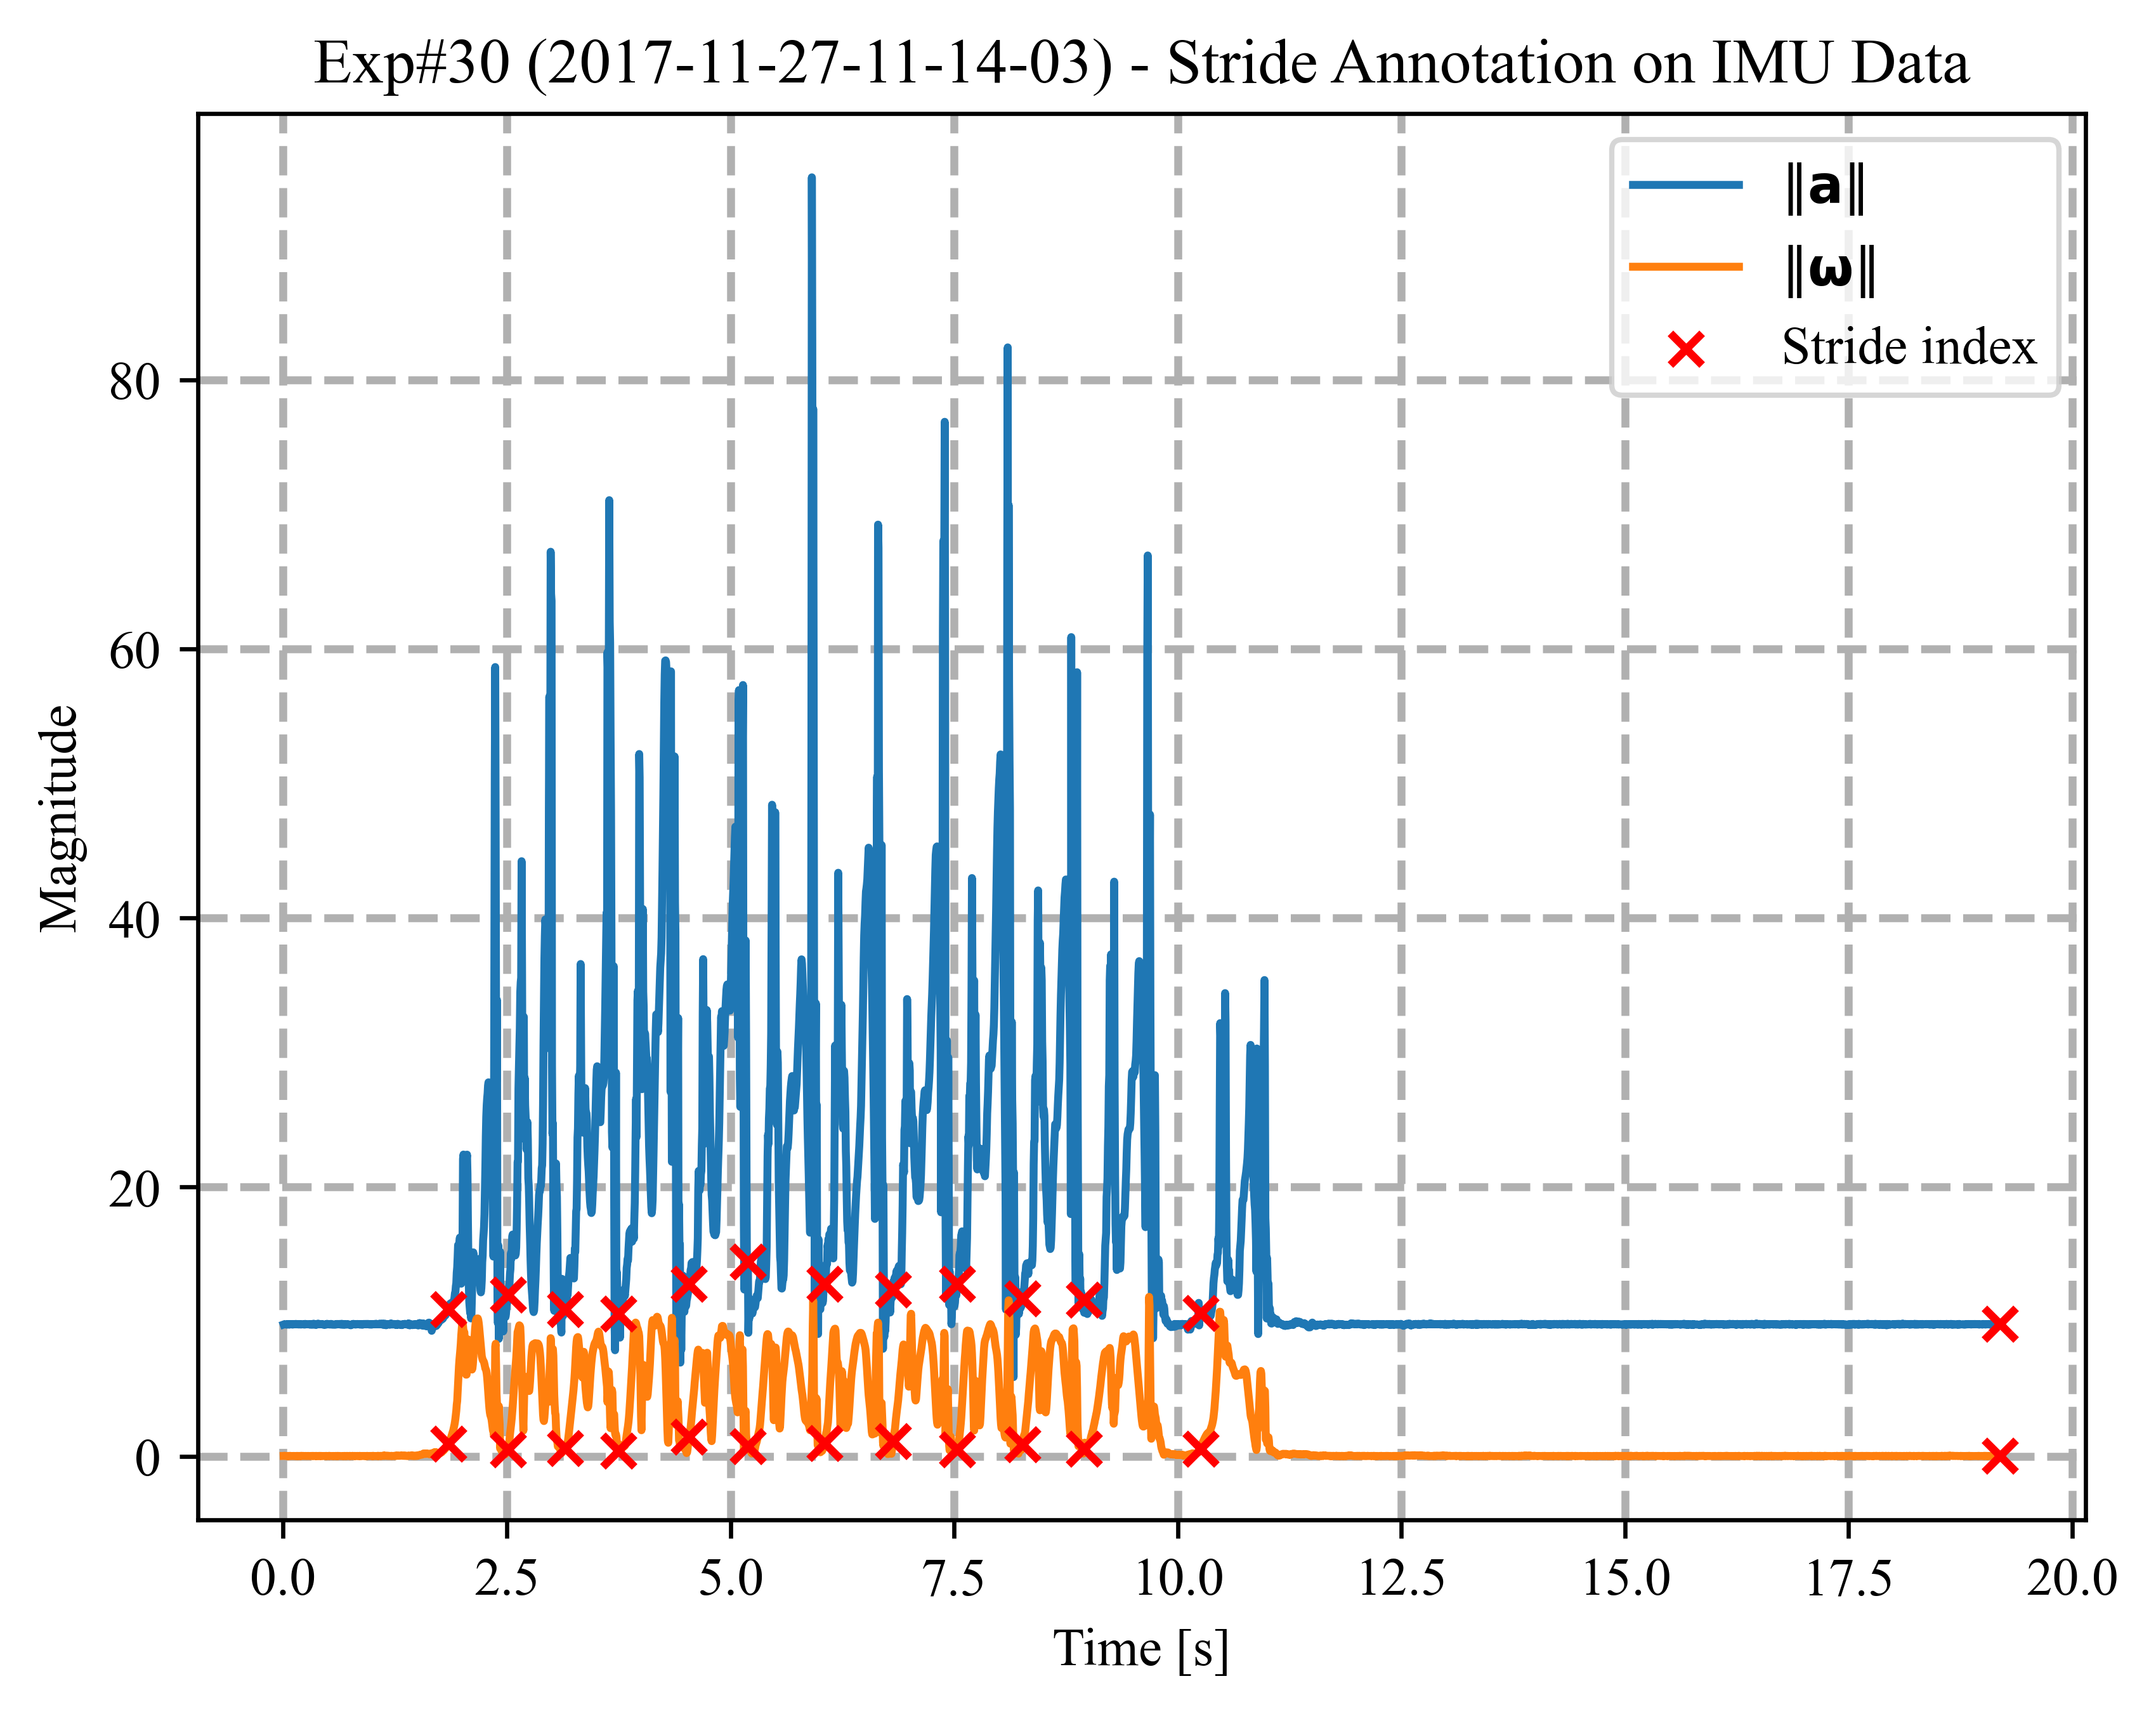 Exp#30 (2017-11-27-11-14-03) - Stride Annotation on IMU Data
‖a‖
‖ω‖
Stride index
80
60
40
20
0
Magnitude
0.0 2.5 5.0 7.5 10.0 12.5 15.0 17.5 20.0
Time [s]